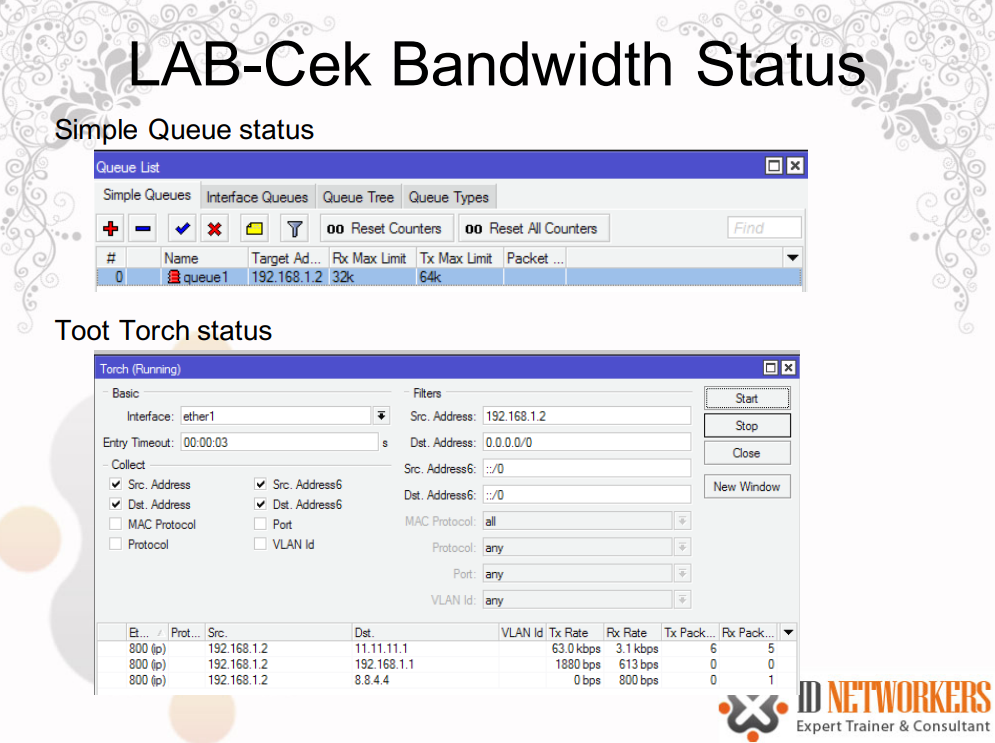 LAB-Cek Bandwidth Status
Simple Queue status
Queue List
Simple Queues Interface Queues Queue Tree Queue Types
00 Reset Counters 00 Reset All Counters Find
# Name Target Ad... Rx Max Limit Tx Max Limit Packet ...
0 queue1 192.168.1.2 32k 64k
Toot Torch status
Torch (Running)
Basic Filters
Interface: ether1 Src. Address: 192.168.1.2 Start
Entry Timeout: 00:00:03 s Dst. Address: 0.0.0.0/0 Stop
Collect Src. Address6: ::/0 Close
Src. Address Src. Address6 Dst. Address6: ::/0 New Window
Dst. Address Dst. Address6
MAC Protocol Port MAC Protocol: all
Protocol VLAN Id Protocol: any
Port: any
VLAN Id: any
Et... Prot... Src. Dst. VLAN Id Tx Rate Rx Rate Tx Pack... Rx Pack...
800 (ip) 192.168.1.2 11.11.11.1 63.0 kbps 3.1 kbps 6 5
800 (ip) 192.168.1.2 192.168.1.1 1880 bps 613 bps 0 0
800 (ip) 192.168.1.2 8.8.4.4 0 bps 800 bps 0 1
ID NETWORKERS
Expert Trainer & Consultant